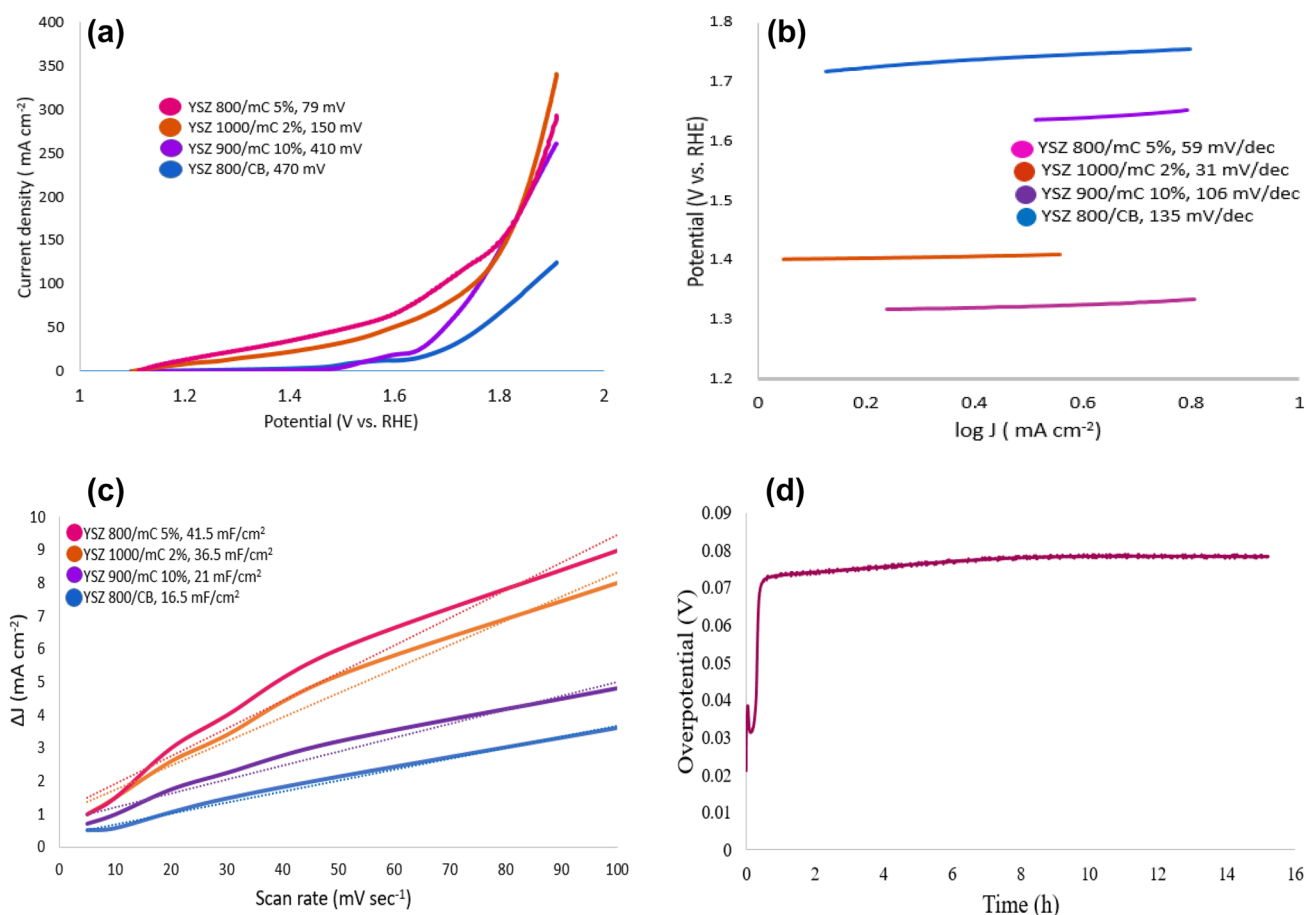 (a)
400
350
300
250
200
150
100
50
0
Current density ( mA cm⁻²)
YSZ 800/mC 5%, 79 mV
YSZ 1000/mC 2%, 150 mV
YSZ 900/mC 10%, 410 mV
YSZ 800/CB, 470 mV
1 1.2 1.4 1.6 1.8 2
Potential (V vs. RHE)
(b)
1.8
1.7
1.6
1.5
1.4
1.3
1.2
Potential (V vs. RHE)
YSZ 800/mC 5%, 59 mV/dec
YSZ 1000/mC 2%, 31 mV/dec
YSZ 900/mC 10%, 106 mV/dec
YSZ 800/CB, 135 mV/dec
0 0.2 0.4 0.6 0.8 1
log J ( mA cm⁻²)
(c)
10
9
8
7
6
5
4
3
2
1
0
ΔJ (mA cm⁻²)
YSZ 800/mC 5%, 41.5 mF/cm²
YSZ 1000/mC 2%, 36.5 mF/cm²
YSZ 900/mC 10%, 21 mF/cm²
YSZ 800/CB, 16.5 mF/cm²
0 10 20 30 40 50 60 70 80 90 100
Scan rate (mV sec⁻¹)
(d)
0.09
0.08
0.07
0.06
0.05
0.04
0.03
0.02
0.01
0
Overpotential (V)
0 2 4 6 8 10 12 14 16
Time (h)